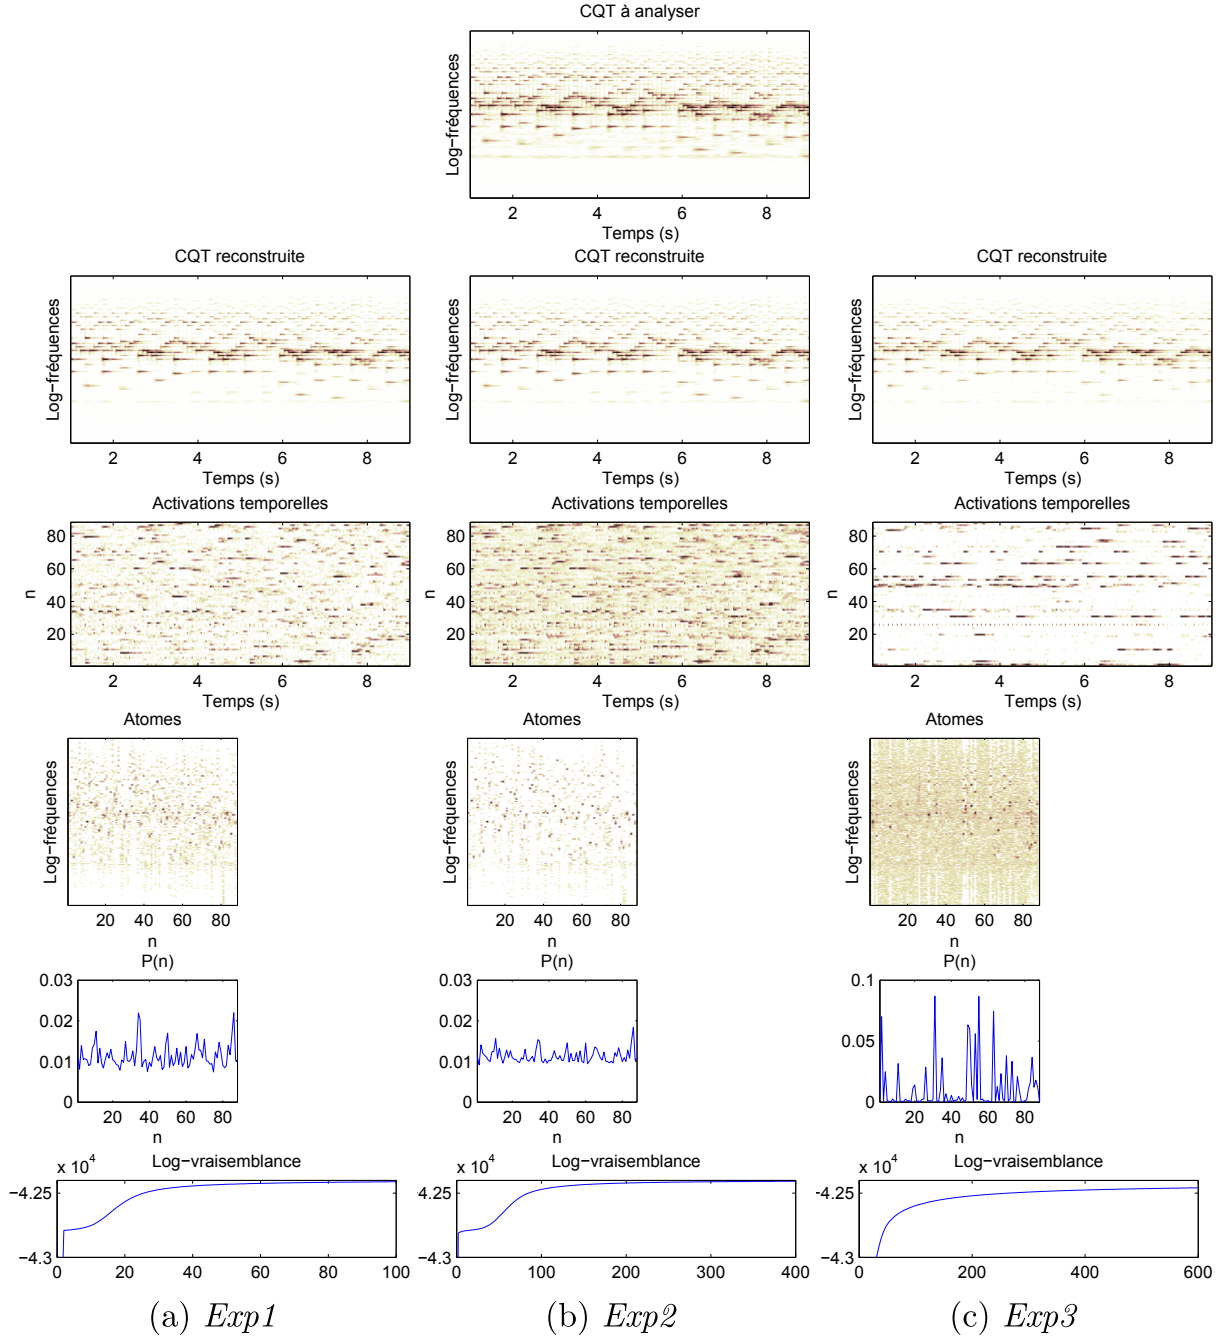 CQT à analyser
Log−fréquences
2 4 6 8
Temps (s)
CQT reconstruite CQT reconstruite CQT reconstruite
Log−fréquences Log−fréquences Log−fréquences
2 4 6 8 2 4 6 8 2 4 6 8
Temps (s) Temps (s) Temps (s)
Activations temporelles Activations temporelles Activations temporelles
80 80 80
60 60 60
n n n
40 40 40
20 20 20
2 4 6 8 2 4 6 8 2 4 6 8
Temps (s) Temps (s) Temps (s)
Atomes Atomes Atomes
Log−fréquences Log−fréquences Log−fréquences
20 40 60 80 20 40 60 80 20 40 60 80
n n n
P(n) P(n) P(n)
0.03 0.03 0.1
0.02 0.02
0.05
0.01 0.01
0 0 0
20 40 60 80 20 40 60 80 20 40 60 80
n n n
x 10^4 Log−vraisemblance x 10^4 Log−vraisemblance x 10^4 Log−vraisemblance
−4.25 −4.25 −4.25
−4.3 −4.3 −4.3
0 20 40 60 80 100 0 100 200 300 400 0 200 400 600
(a) Exp1 (b) Exp2 (c) Exp3